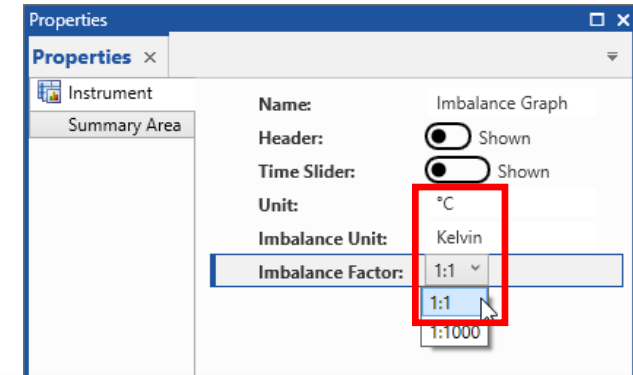 Properties
Properties ×
Instrument
Summary Area
Name: Imbalance Graph
Header: Shown
Time Slider: Shown
Unit: °C
Imbalance Unit: Kelvin
Imbalance Factor: 1:1
1:1
1:1000